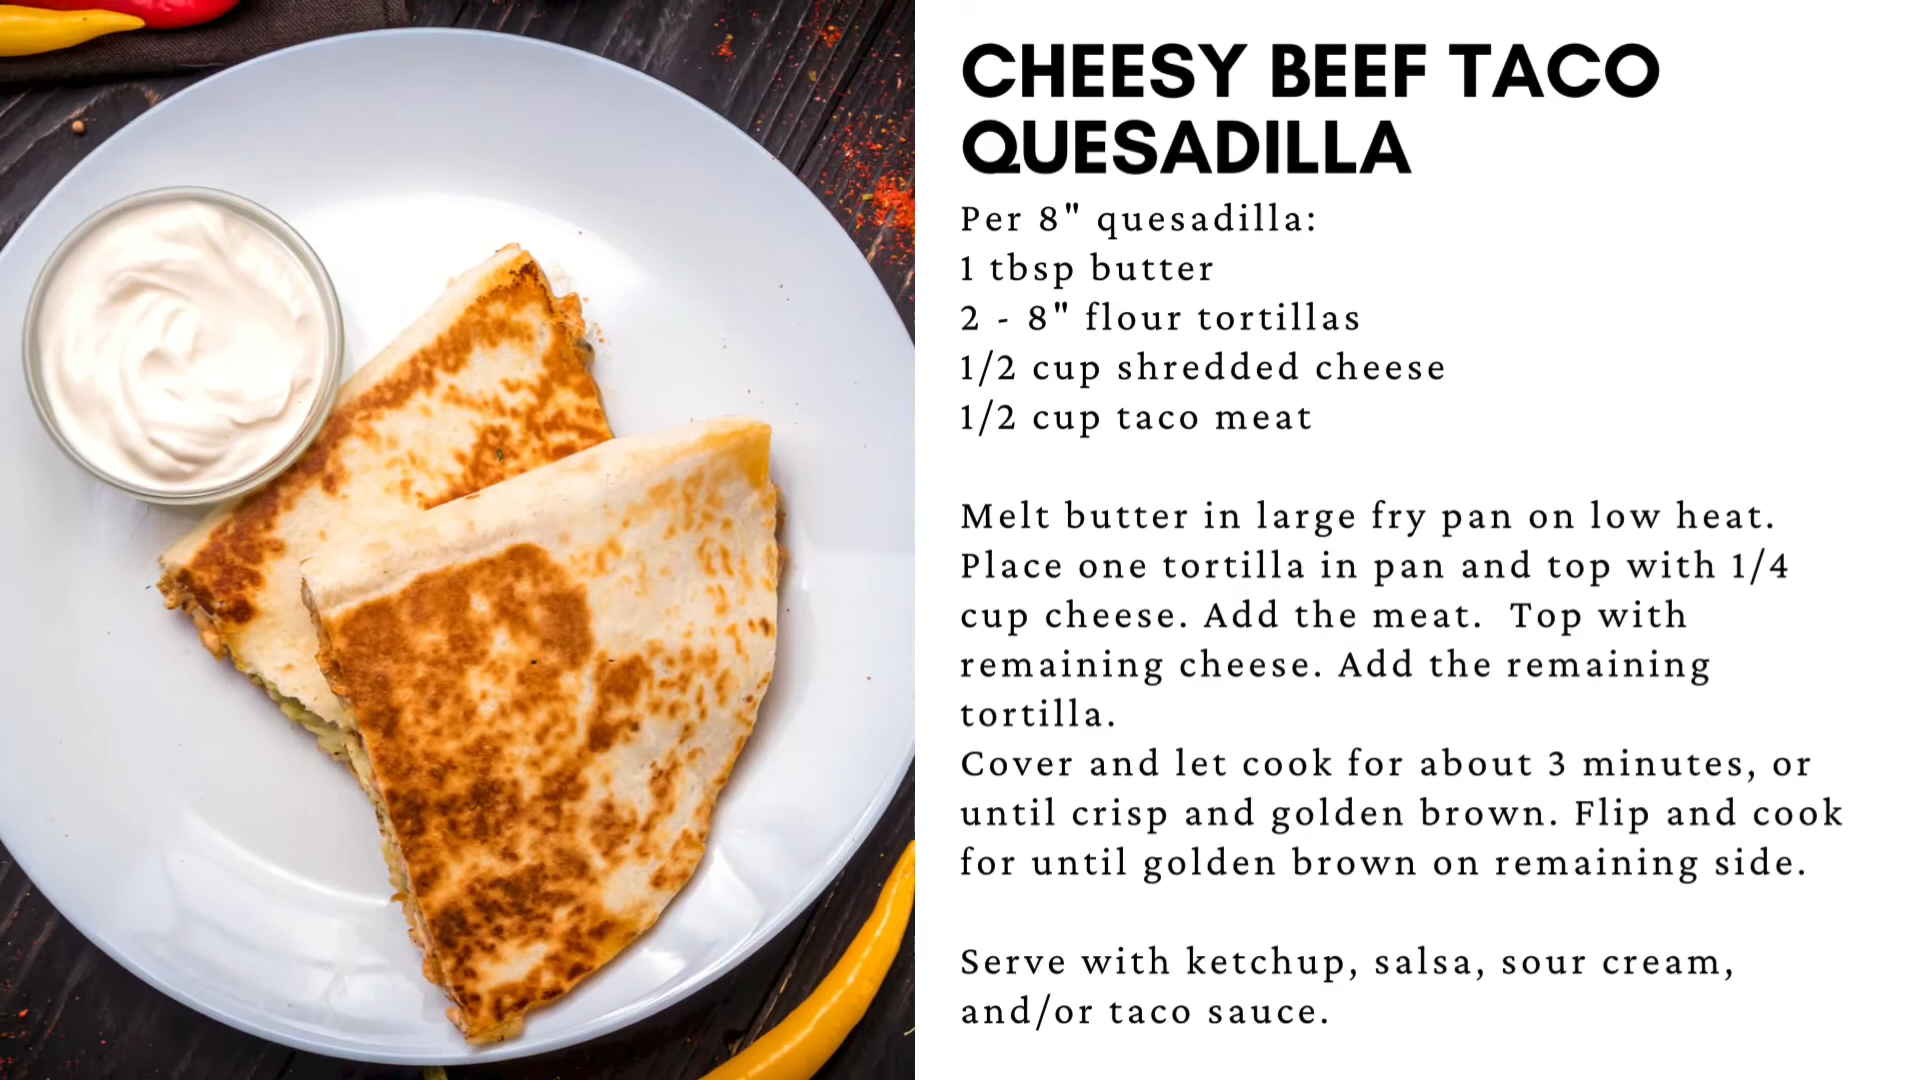 CHEESY BEEF TACO
QUESADILLA
Per 8" quesadilla:
1 tbsp butter
2 - 8" flour tortillas
1/2 cup shredded cheese
1/2 cup taco meat
Melt butter in large fry pan on low heat.
Place one tortilla in pan and top with 1/4
cup cheese. Add the meat.  Top with
remaining cheese. Add the remaining
tortilla.
Cover and let cook for about 3 minutes, or
until crisp and golden brown. Flip and cook
for until golden brown on remaining side.
Serve with ketchup, salsa, sour cream,
and/or taco sauce.